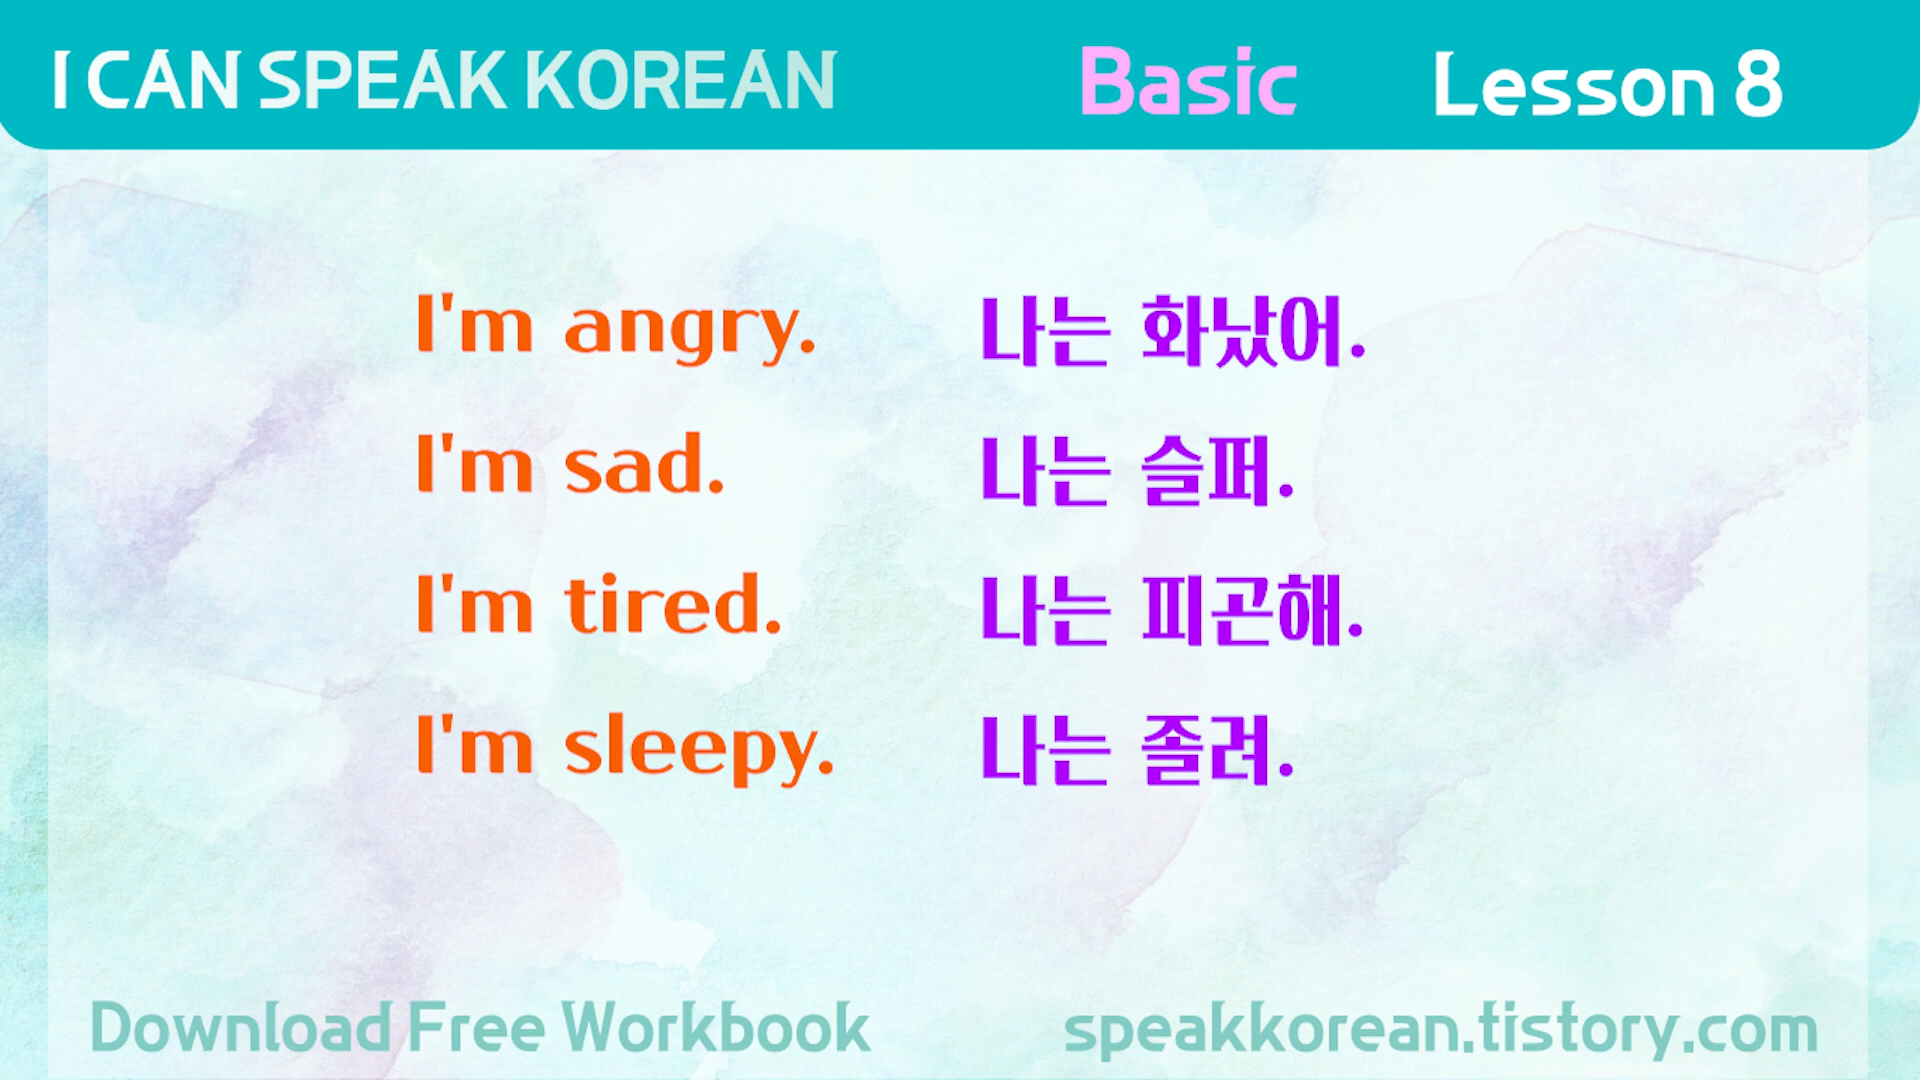 I CAN SPEAK KOREAN Basic Lesson 8
I'm angry. 나는 화났어.
I'm sad. 나는 슬퍼.
I'm tired. 나는 피곤해.
I'm sleepy. 나는 졸려.
Download Free Workbook speakkorean.tistory.com